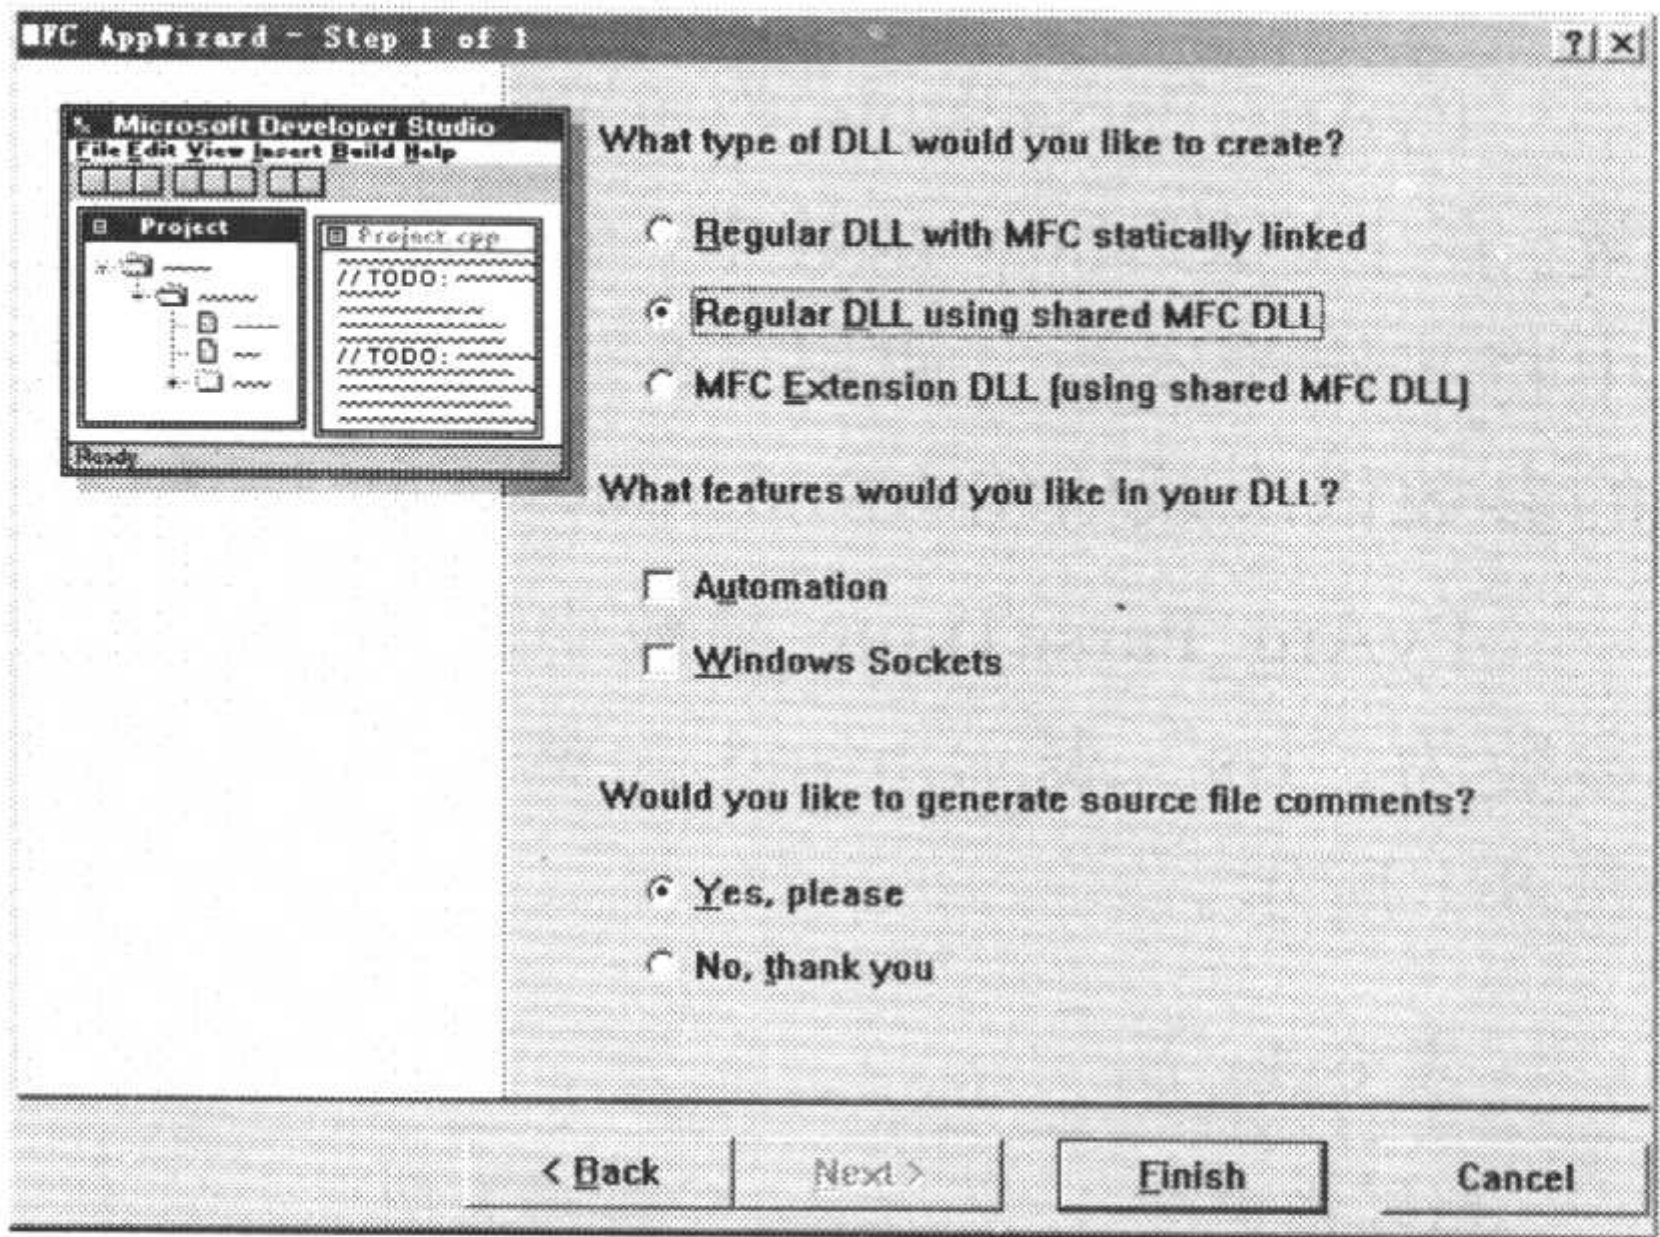 MFC AppWizard - Step 1 of 1
Microsoft Developer Studio
File Edit View Insert Build Help
Project
Project.cpp
// TODO:
// TODO:
Ready
What type of DLL would you like to create?
Regular DLL with MFC statically linked
Regular DLL using shared MFC DLL
MFC Extension DLL (using shared MFC DLL)
What features would you like in your DLL?
Automation
Windows Sockets
Would you like to generate source file comments?
Yes, please
No, thank you
< Back
Next >
Finish
Cancel